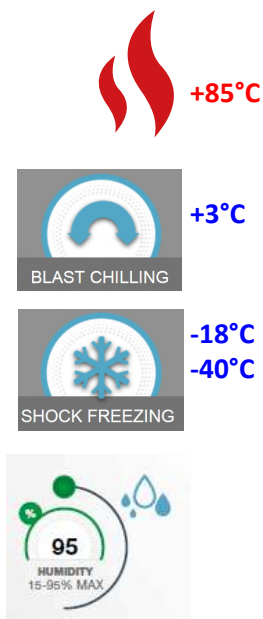 +85°C
+3°C
BLAST CHILLING
-18°C
-40°C
SHOCK FREEZING
%
95
HUMIDITY
15-95% MAX